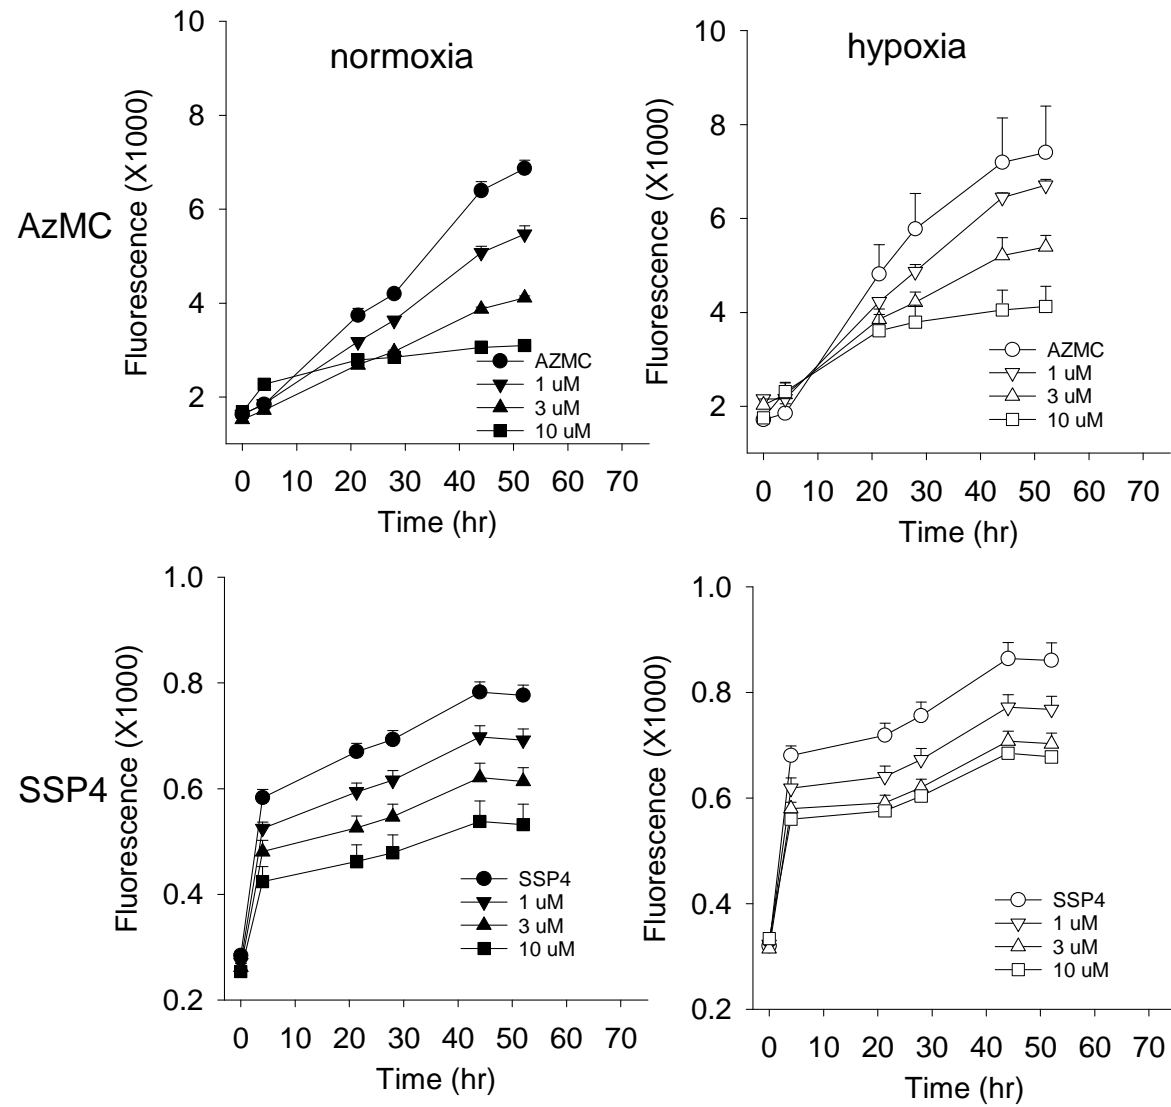 normoxia
10
8
6
4
2
Fluorescence (X1000)
AzMC
AZMC
1 uM
3 uM
10 uM
0 10 20 30 40 50 60 70
Time (hr)
hypoxia
10
8
6
4
2
Fluorescence (X1000)
AZMC
1 uM
3 uM
10 uM
0 10 20 30 40 50 60 70
Time (hr)
1.0
0.8
0.6
0.4
0.2
Fluorescence (X1000)
SSP4
SSP4
1 uM
3 uM
10 uM
0 10 20 30 40 50 60 70
Time (hr)
1.0
0.8
0.6
0.4
0.2
Fluorescence (X1000)
SSP4
1 uM
3 uM
10 uM
0 10 20 30 40 50 60 70
Time (hr)